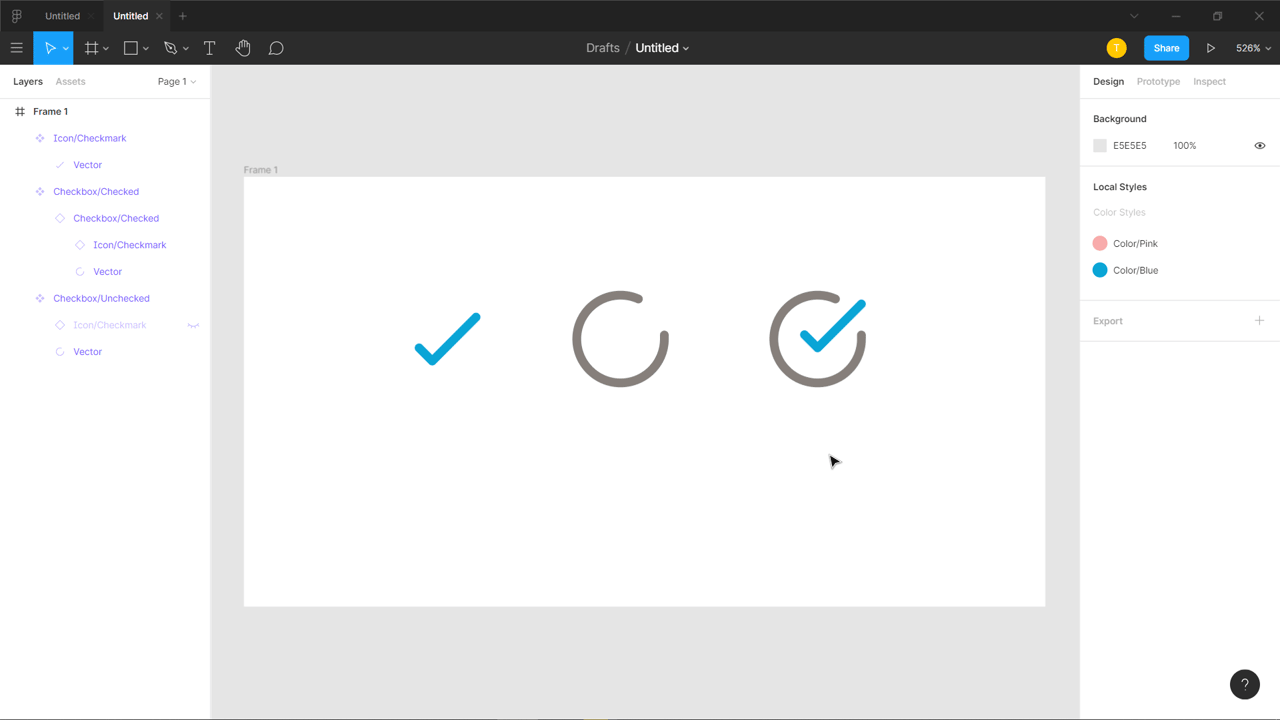 Untitled
Untitled
Drafts / Untitled
T
Share
526%
Layers
Assets
Page 1
Frame 1
Icon/Checkmark
Vector
Checkbox/Checked
Checkbox/Checked
Icon/Checkmark
Vector
Checkbox/Unchecked
Icon/Checkmark
Vector
Frame 1
Design
Prototype
Inspect
Background
E5E5E5 100%
Local Styles
Color Styles
Color/Pink
Color/Blue
Export
?